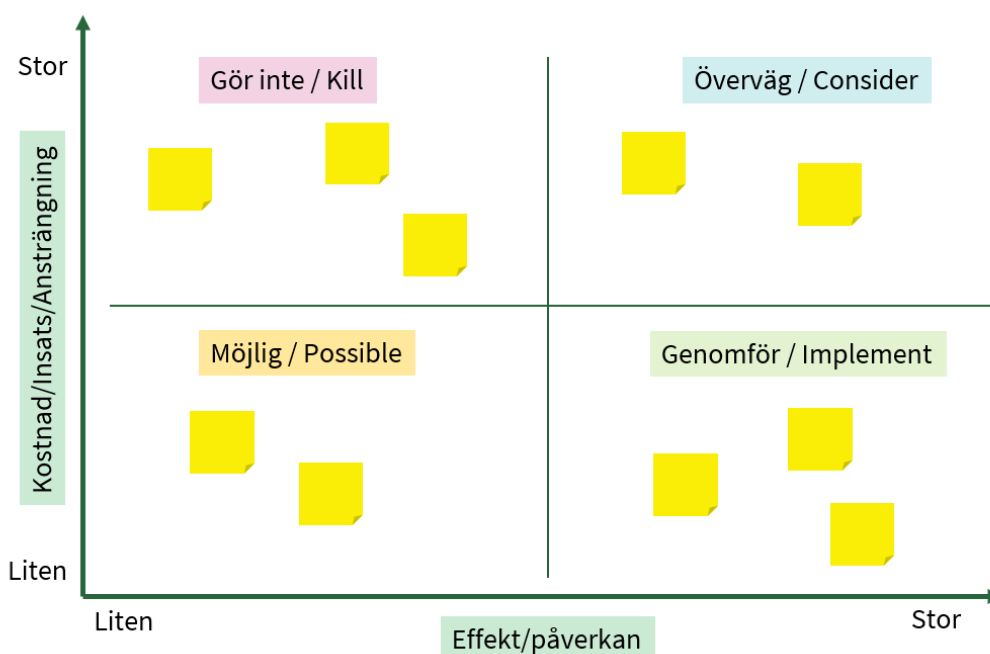 Stor
Gör inte / Kill
Överväg / Consider
Kostnad/Insats/Ansträngning
Möjlig / Possible
Genomför / Implement
Liten
Liten
Stor
Effekt/påverkan